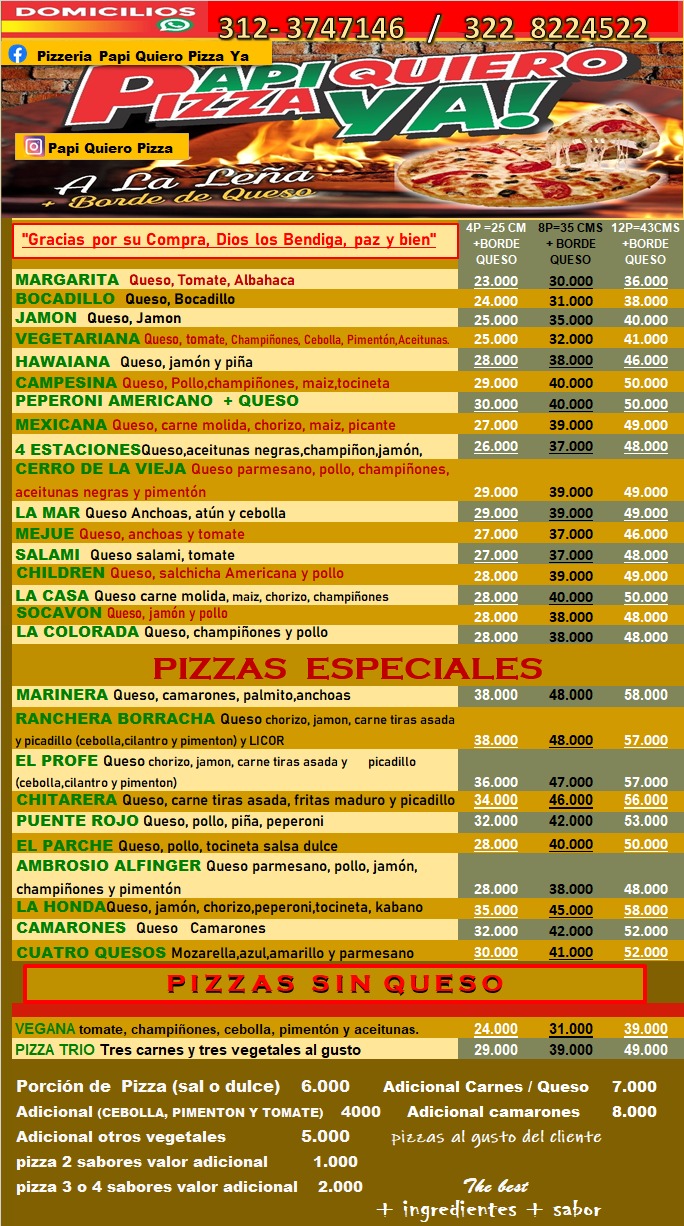 DOMICILIOS 312- 3747146 / 322 8224522
Pizzeria Papi Quiero Pizza Ya
PAPI QUIERO
PIZZA YA!
Papi Quiero Pizza
A La Leña
+ Borde de Queso
"Gracias por su Compra, Dios los Bendiga, paz y bien"
4P =25 CM 8P=35 CMS 12P=43CMS
+BORDE + BORDE +BORDE
QUESO QUESO QUESO
MARGARITA Queso, Tomate, Albahaca 23.000 30.000 36.000
BOCADILLO Queso, Bocadillo 24.000 31.000 38.000
JAMON Queso, Jamon 25.000 35.000 40.000
VEGETARIANA Queso, tomate, Champiñones, Cebolla, Pimentón,Aceitunas. 25.000 32.000 41.000
HAWAIANA Queso, jamón y piña 28.000 38.000 46.000
CAMPESINA Queso, Pollo,champiñones, maiz,tocineta 29.000 40.000 50.000
PEPERONI AMERICANO + QUESO 30.000 40.000 50.000
MEXICANA Queso, carne molida, chorizo, maiz, picante 27.000 39.000 49.000
4 ESTACIONESQueso,aceitunas negras,champiñon,jamón, 26.000 37.000 48.000
CERRO DE LA VIEJA Queso parmesano, pollo, champiñones,
aceitunas negras y pimentón 29.000 39.000 49.000
LA MAR Queso Anchoas, atún y cebolla 29.000 39.000 49.000
MEJUE Queso, anchoas y tomate 27.000 37.000 46.000
SALAMI Queso salami, tomate 27.000 37.000 48.000
CHILDREN Queso, salchicha Americana y pollo 28.000 39.000 49.000
LA CASA Queso carne molida, maiz, chorizo, champiñones 28.000 40.000 50.000
SOCAVON Queso, jamón y pollo 28.000 38.000 48.000
LA COLORADA Queso, champiñones y pollo 28.000 38.000 48.000
PIZZAS ESPECIALES
MARINERA Queso, camarones, palmito,anchoas 38.000 48.000 58.000
RANCHERA BORRACHA Queso chorizo, jamon, carne tiras asada
y picadillo (cebolla,cilantro y pimenton) y LICOR 38.000 48.000 57.000
EL PROFE Queso chorizo, jamon, carne tiras asada y picadillo
(cebolla,cilantro y pimenton) 36.000 47.000 57.000
CHITARERA Queso, carne tiras asada, fritas maduro y picadillo 34.000 46.000 56.000
PUENTE ROJO Queso, pollo, piña, peperoni 32.000 42.000 53.000
EL PARCHE Queso, pollo, tocineta salsa dulce 28.000 40.000 50.000
AMBROSIO ALFINGER Queso parmesano, pollo, jamón,
champiñones y pimentón 28.000 38.000 48.000
LA HONDAQueso, jamón, chorizo,peperoni,tocineta, kabano 35.000 45.000 58.000
CAMARONES Queso Camarones 32.000 42.000 52.000
CUATRO QUESOS Mozarella,azul,amarillo y parmesano 30.000 41.000 52.000
PIZZAS SIN QUESO
VEGANA tomate, champiñones, cebolla, pimentón y aceitunas. 24.000 31.000 39.000
PIZZA TRIO Tres carnes y tres vegetales al gusto 29.000 39.000 49.000
Porción de Pizza (sal o dulce) 6.000 Adicional Carnes / Queso 7.000
Adicional (CEBOLLA, PIMENTON Y TOMATE) 4000 Adicional camarones 8.000
Adicional otros vegetales 5.000 pizzas al gusto del cliente
pizza 2 sabores valor adicional 1.000
pizza 3 o 4 sabores valor adicional 2.000 The best
+ ingredientes + sabor